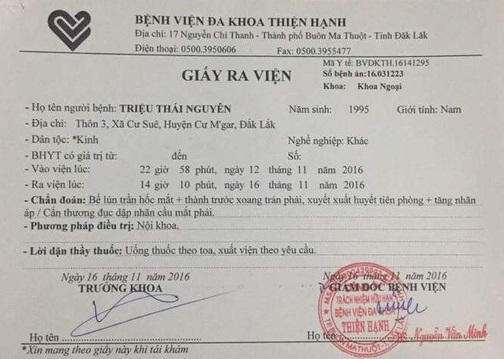 BỆNH VIỆN ĐA KHOA THIỆN HẠNH
Địa chỉ: 17 Nguyễn Chí Thanh - Thành phố Buôn Ma Thuột - Tỉnh Đăk Lăk
Điện thoại: 0500.3950606 Fax: 0500.3955477
Mã Y tế: BVDKTH.16141295
Số bệnh án:16.031223
GIẤY RA VIỆN
Khoa: Khoa Ngoại
- Họ tên người bệnh: TRIỆU THÁI NGUYÊN Năm sinh: 1995 Giới tính: Nam
- Địa chỉ: Thôn 3, Xã Cư Suê, Huyện Cư M'gar, Đắk Lắk
- Dân tộc: *Kinh Nghề nghiệp: Khác
- BHYT có giá trị từ: đến Số:
- Vào viện lúc: 22 giờ 58 phút, ngày 12 tháng 11 năm 2016
- Ra viện lúc: 14 giờ 10 phút, ngày 16 tháng 11 năm 2016
- Chẩn đoán: Bể lún trần hốc mắt + thành trước xoang trán phải, xuyết xuất huyết tiền phòng + tăng nhãn
áp / Cần thương đục dập nhãn cầu mắt phải.
- Phương pháp điều trị: Nội khoa.
- Lời dặn thầy thuốc: Uống thuốc theo toa, xuất viện theo yêu cầu.
Ngày 16 tháng 11 năm 2016 Ngày 16 tháng 11 năm 2016
TRƯỞNG KHOA GIÁM ĐỐC BỆNH VIỆN
TRÁCH NHIỆM HỮU HẠN
BỆNH VIỆN ĐA KHOA
THIỆN HẠNH
Họ tên Họ tên Nguyễn Văn Minh
*Xin mang theo giấy này khi tái khám